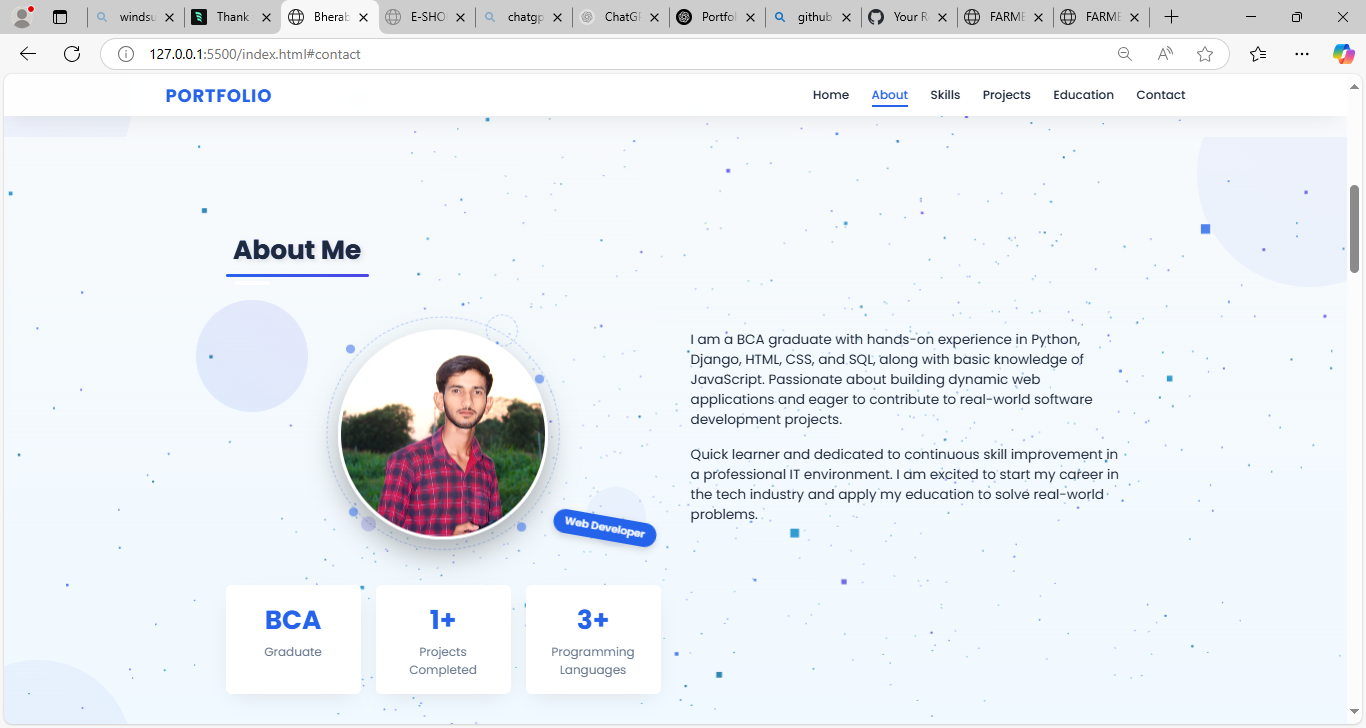 windsu
Thank
Bherab
E-SHO
chatgp
ChatGP
Portfol
github
Your R
FARME
FARME
127.0.0.1:5500/index.html#contact
PORTFOLIO
Home About Skills Projects Education Contact
About Me
I am a BCA graduate with hands-on experience in Python,
Django, HTML, CSS, and SQL, along with basic knowledge of
JavaScript. Passionate about building dynamic web
applications and eager to contribute to real-world software
development projects.
Quick learner and dedicated to continuous skill improvement in
a professional IT environment. I am excited to start my career in
the tech industry and apply my education to solve real-world
problems.
Web Developer
BCA
Graduate
1+
Projects
Completed
3+
Programming
Languages